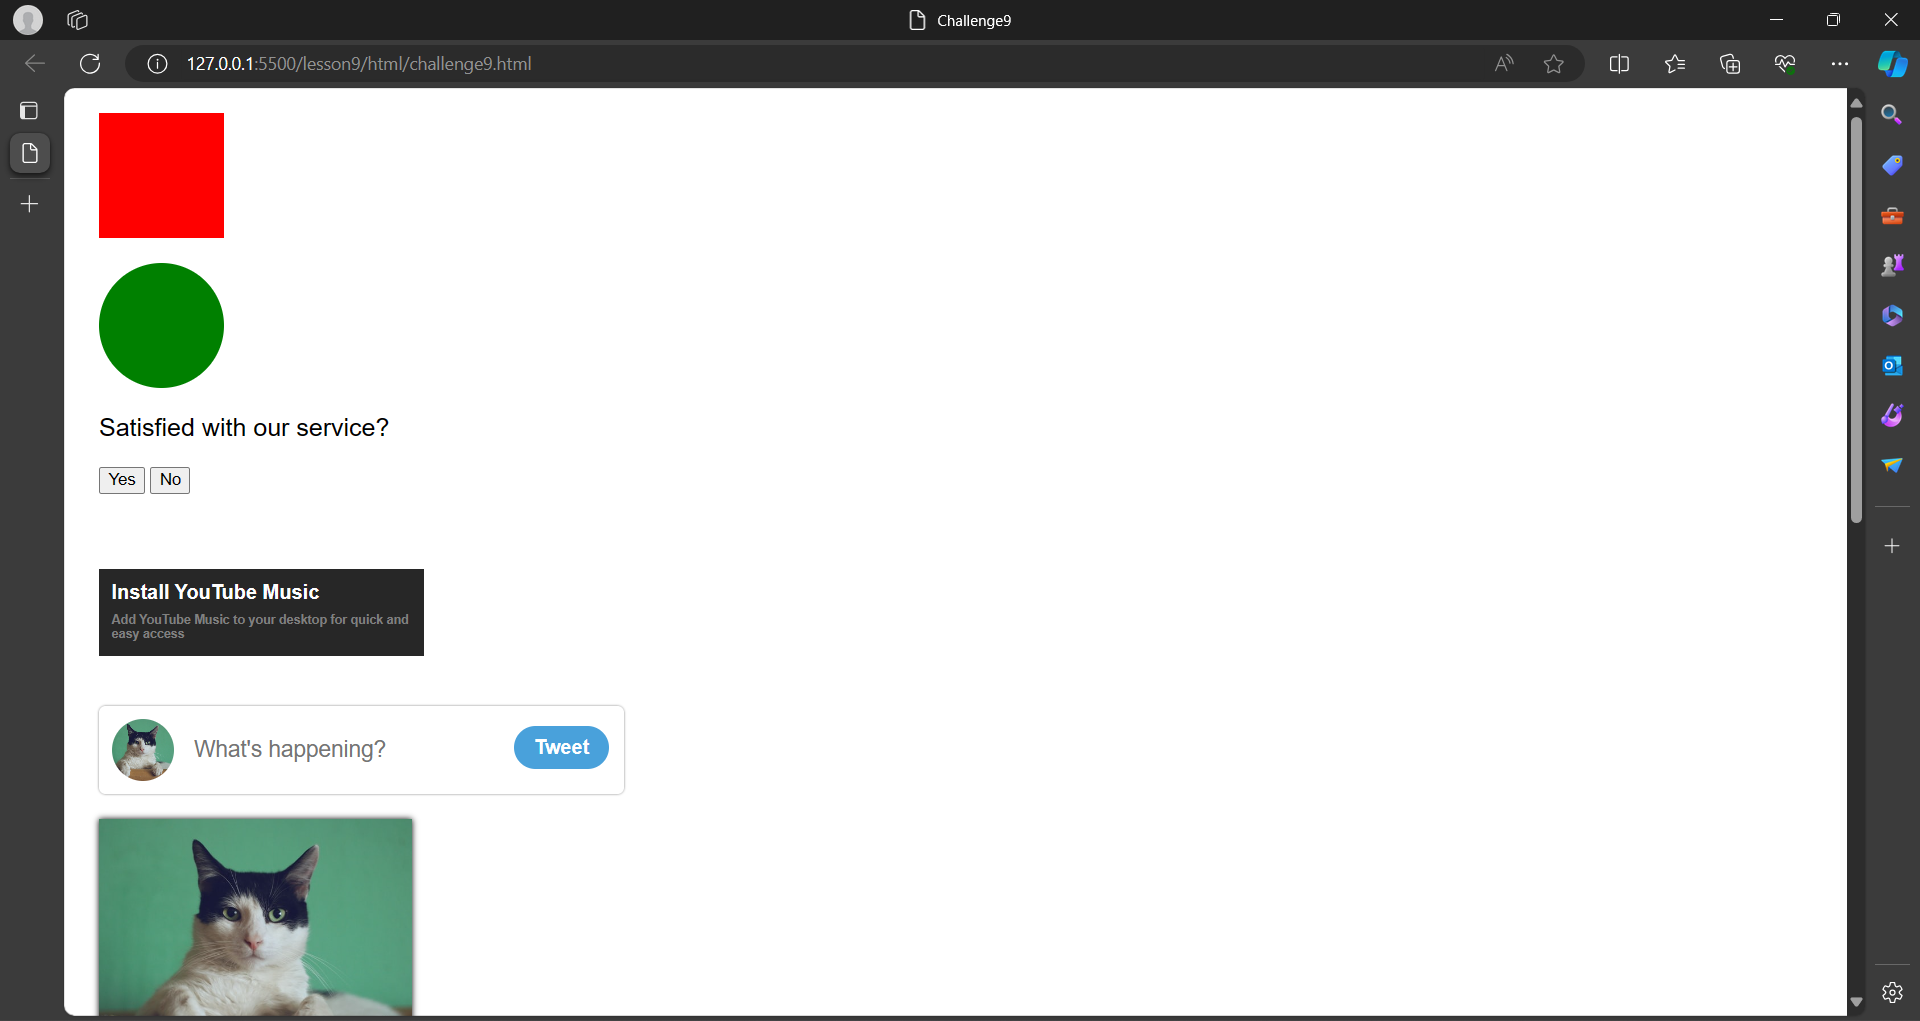 Challenge9
127.0.0.1:5500/lesson9/html/challenge9.html
Satisfied with our service?
Yes No
Install YouTube Music
Add YouTube Music to your desktop for quick and
easy access
What's happening? Tweet